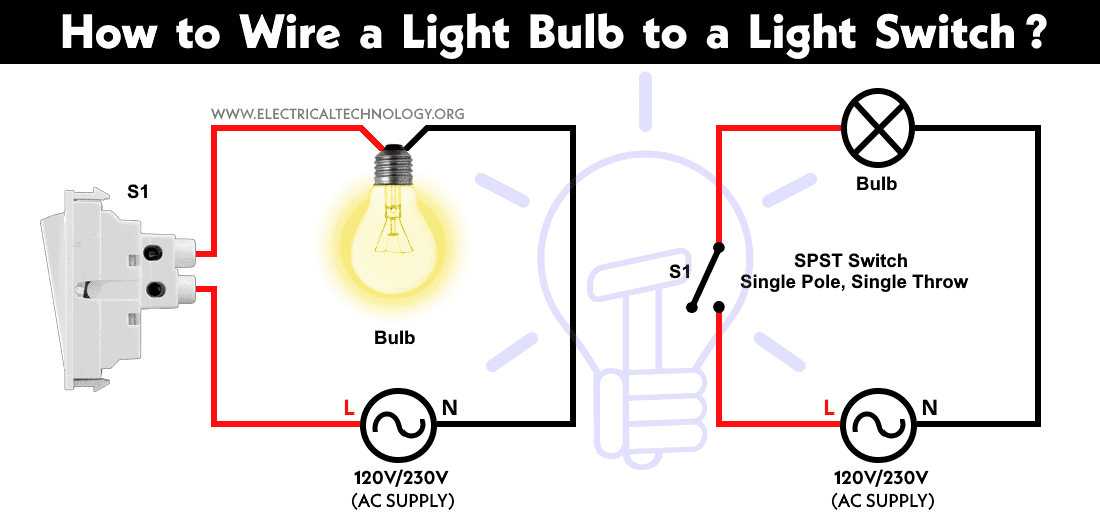 How to Wire a Light Bulb to a Light Switch ?
WWW.ELECTRICALTECHNOLOGY.ORG
S1
Bulb
L
N
120V/230V
(AC SUPPLY)
Bulb
S1
SPST Switch
Single Pole, Single Throw
L
N
120V/230V
(AC SUPPLY)